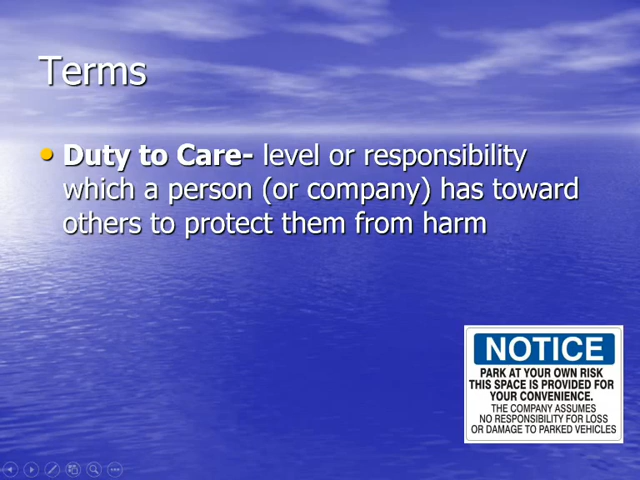 Terms
Duty to Care- level or responsibility
which a person (or company) has toward
others to protect them from harm
NOTICE
PARK AT YOUR OWN RISK
THIS SPACE IS PROVIDED FOR
YOUR CONVENIENCE.
THE COMPANY ASSUMES
NO RESPONSIBILITY FOR LOSS
OR DAMAGE TO PARKED VEHICLES